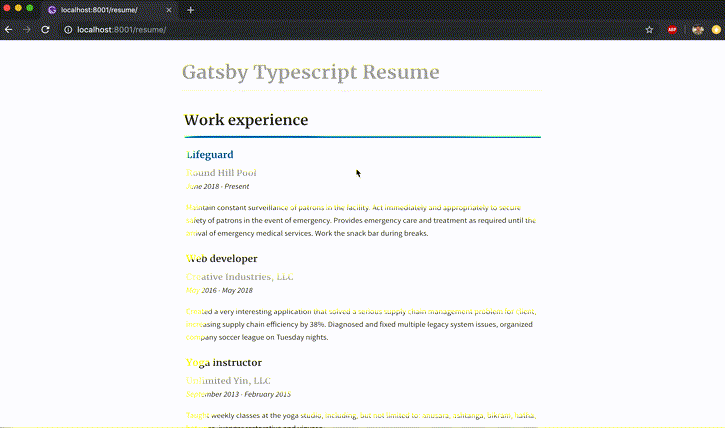 localhost:8001/resume/
localhost:8001/resume/
ABP
Gatsby Typescript Resume
Work experience
Lifeguard
Round Hill Pool
June 2018 - Present
Maintain constant surveillance of patrons in the facility. Act immediately and appropriately to secure
safety of patrons in the event of emergency. Provides emergency care and treatment as required until the
arrival of emergency medical services. Work the snack bar during breaks.
Web developer
Creative Industries, LLC
May 2016 - May 2018
Created a very interesting application that solved a serious supply chain management problem for client,
increasing supply chain efficiency by 38%. Diagnosed and fixed multiple legacy system issues, organized
company soccer league on Tuesday nights.
Yoga instructor
Unlimited Yin, LLC
September 2013 - February 2015
Taught weekly classes at the yoga studio, including, but not limited to Ashtanga, Bikram, Hatha,